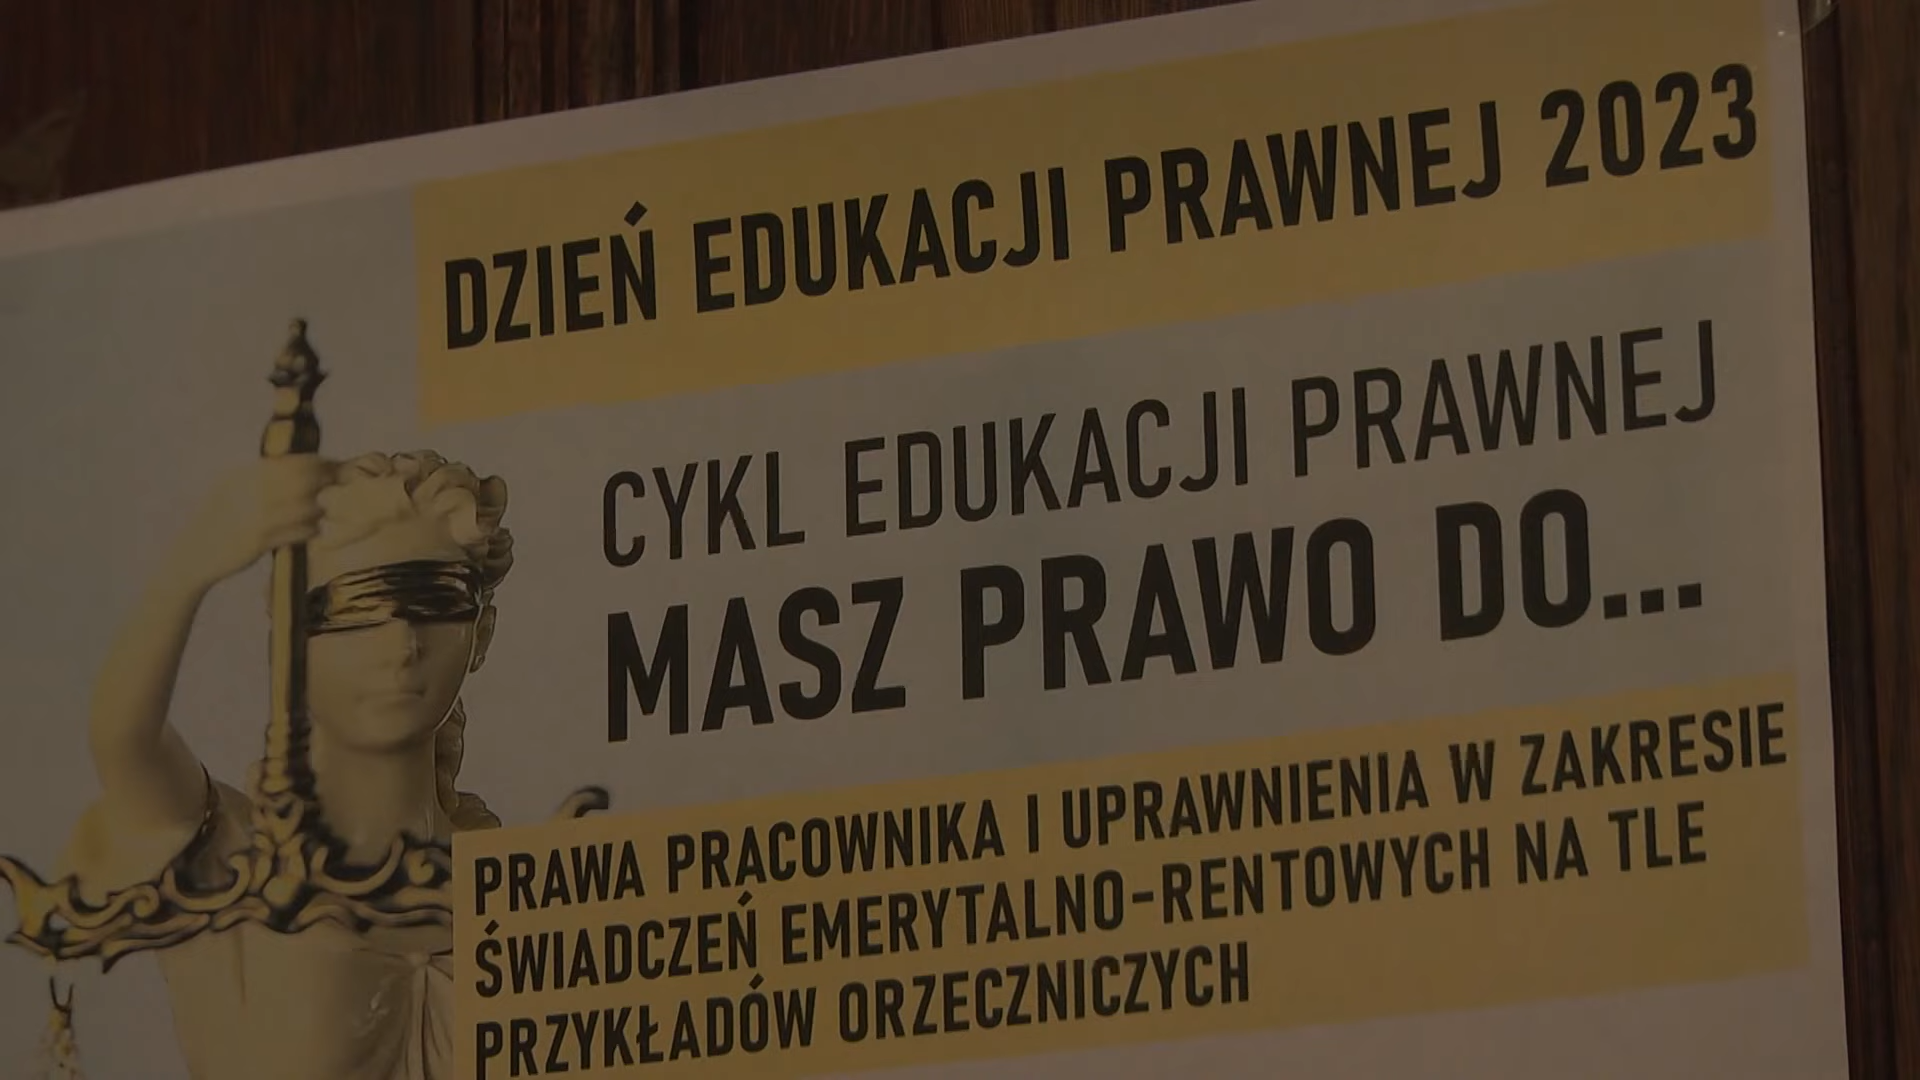 DZIEŃ EDUKACJI PRAWNEJ 2023
CYKL EDUKACJI PRAWNEJ
MASZ PRAWO DO...
PRAWA PRACOWNIKA I UPRAWNIENIA W ZAKRESIE
ŚWIADCZEŃ EMERYTALNO-RENTOWYCH NA TLE
PRZYKŁADÓW ORZECZNICZYCH